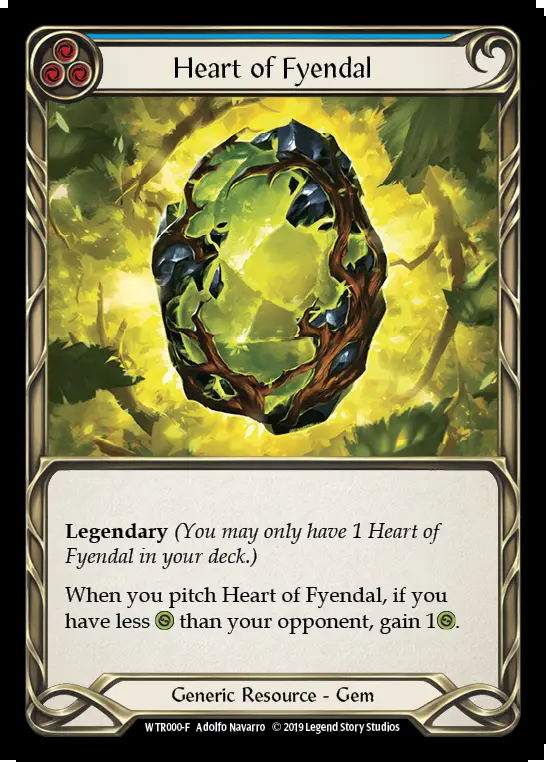 Heart of Fyendal
Legendary (You may only have 1 Heart of
Fyendal in your deck.)
When you pitch Heart of Fyendal, if you
have less than your opponent, gain 1.
Generic Resource - Gem
WTR000-F Adolfo Navarro © 2019 Legend Story Studios